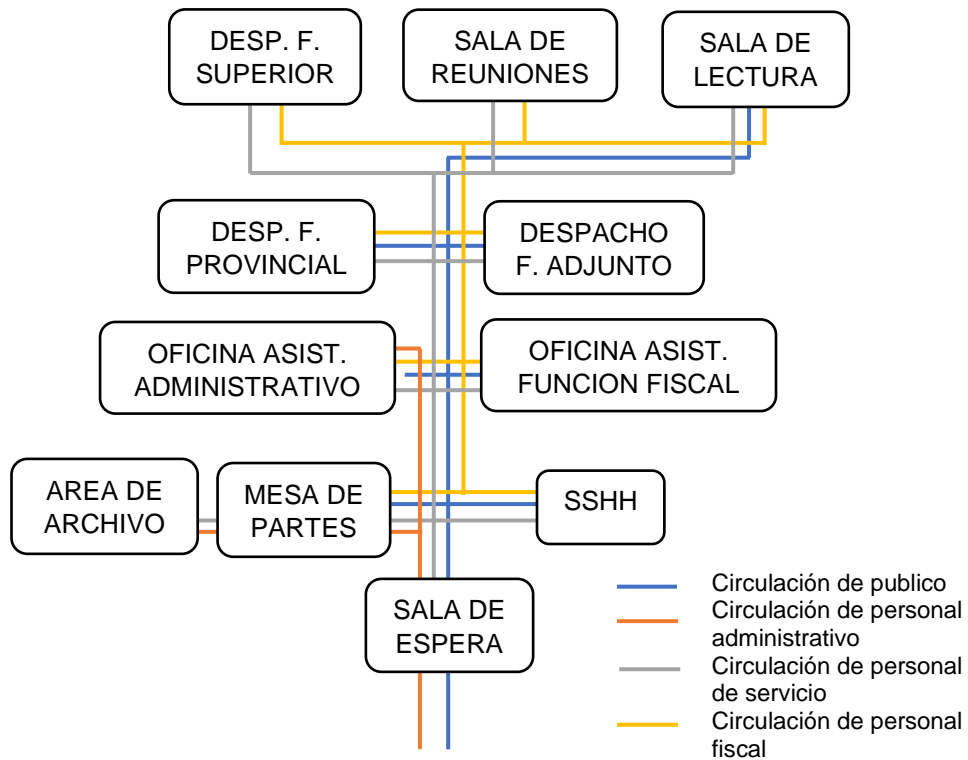 DESP. F.
SUPERIOR
SALA DE
REUNIONES
SALA DE
LECTURA
DESP. F.
PROVINCIAL
DESPACHO
F. ADJUNTO
OFICINA ASIST.
ADMINISTRATIVO
OFICINA ASIST.
FUNCION FISCAL
AREA DE
ARCHIVO
MESA DE
PARTES
SSHH
SALA DE
ESPERA
Circulación de publico
Circulación de personal
administrativo
Circulación de personal
de servicio
Circulación de personal
fiscal